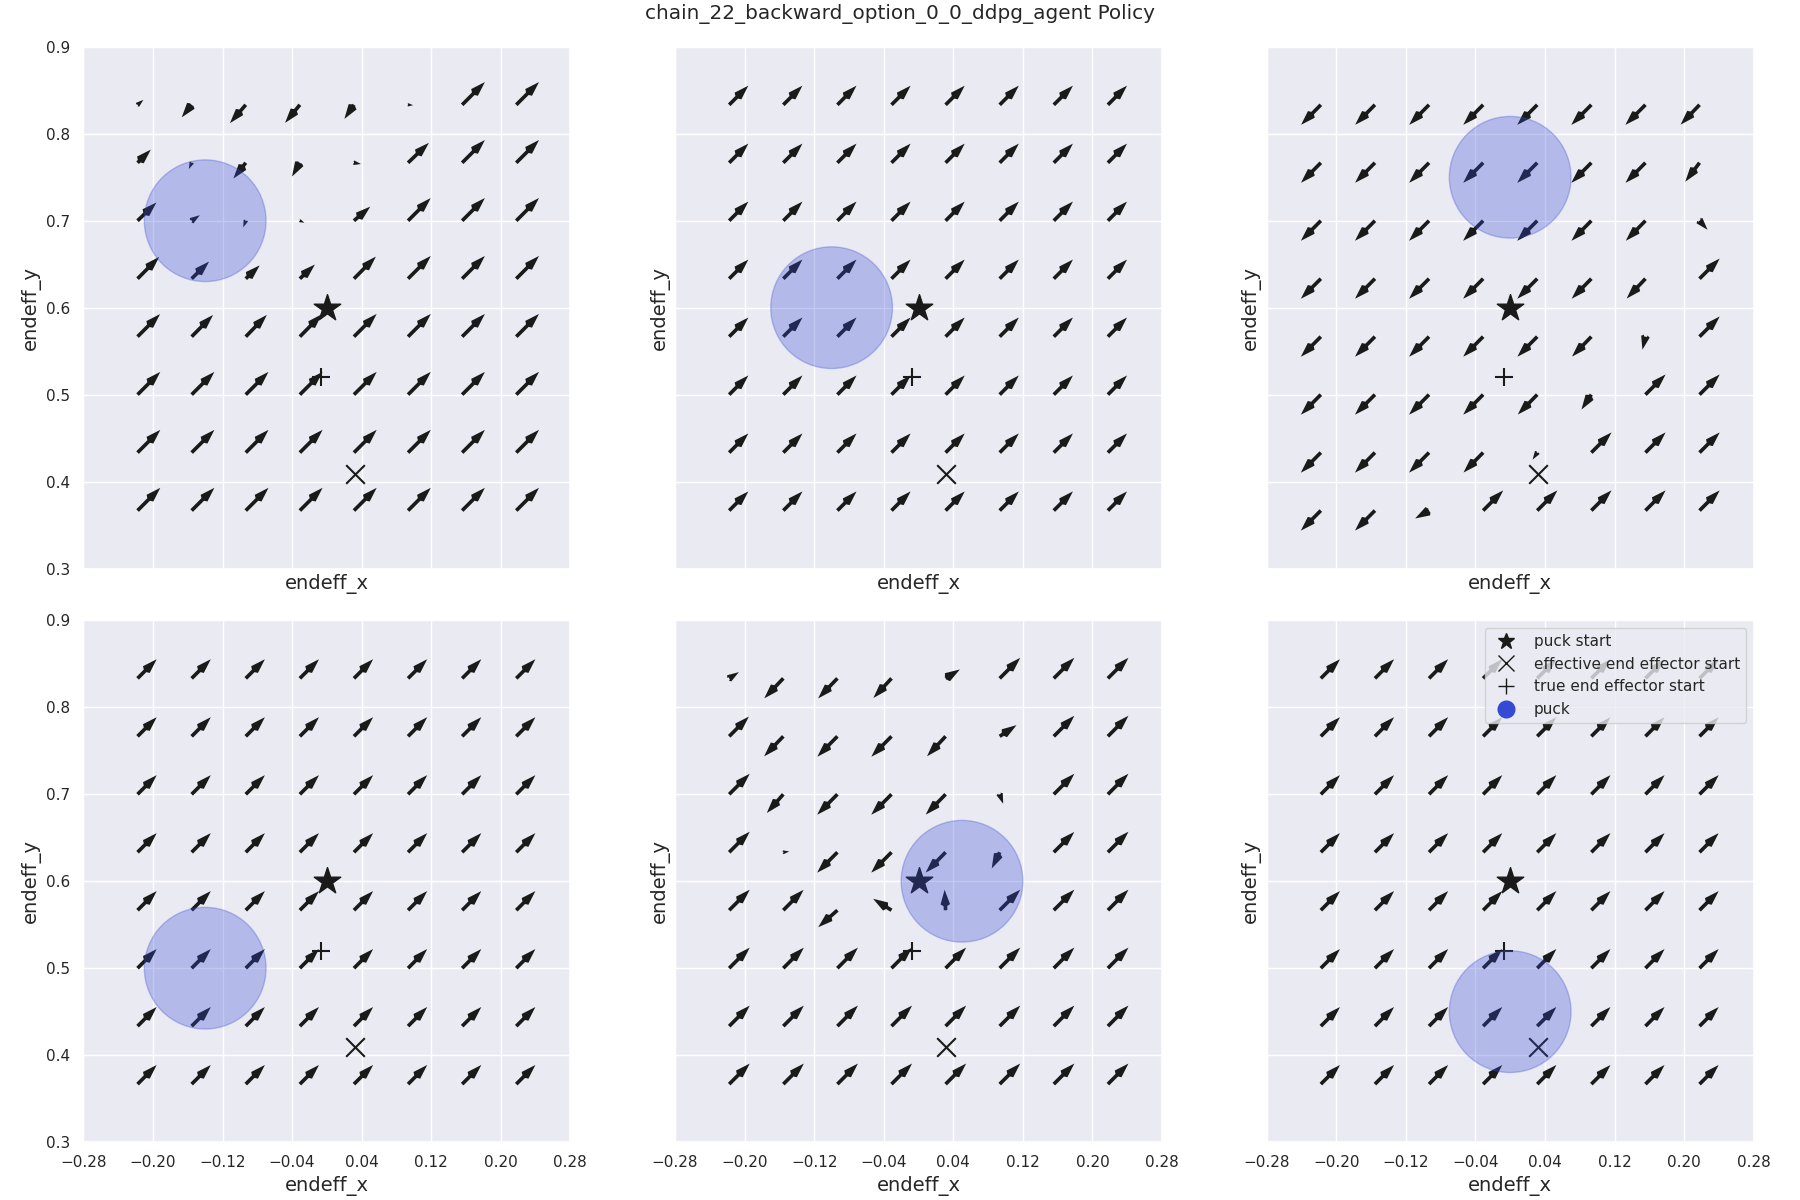 chain_22_backward_option_0_0_ddpg_agent Policy
0.9
0.8
0.7
0.6
0.5
0.4
0.3
endeff_y
endeff_x
endeff_y
endeff_x
endeff_y
endeff_x
0.9
0.8
0.7
0.6
0.5
0.4
0.3
endeff_y
−0.28 −0.20 −0.12 −0.04 0.04 0.12 0.20 0.28
endeff_x
endeff_y
−0.28 −0.20 −0.12 −0.04 0.04 0.12 0.20 0.28
endeff_x
puck start
effective end effector start
true end effector start
puck
endeff_y
−0.28 −0.20 −0.12 −0.04 0.04 0.12 0.20 0.28
endeff_x